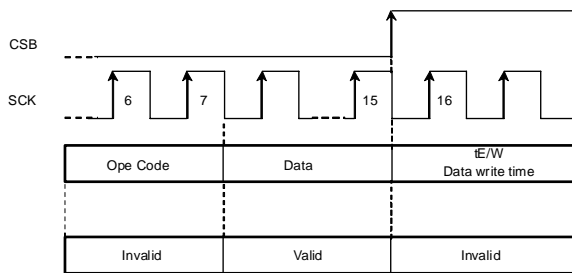 CSB
SCK
6
7
15
16
Ope Code
Data
tE/W
Data write time
Invalid
Valid
Invalid